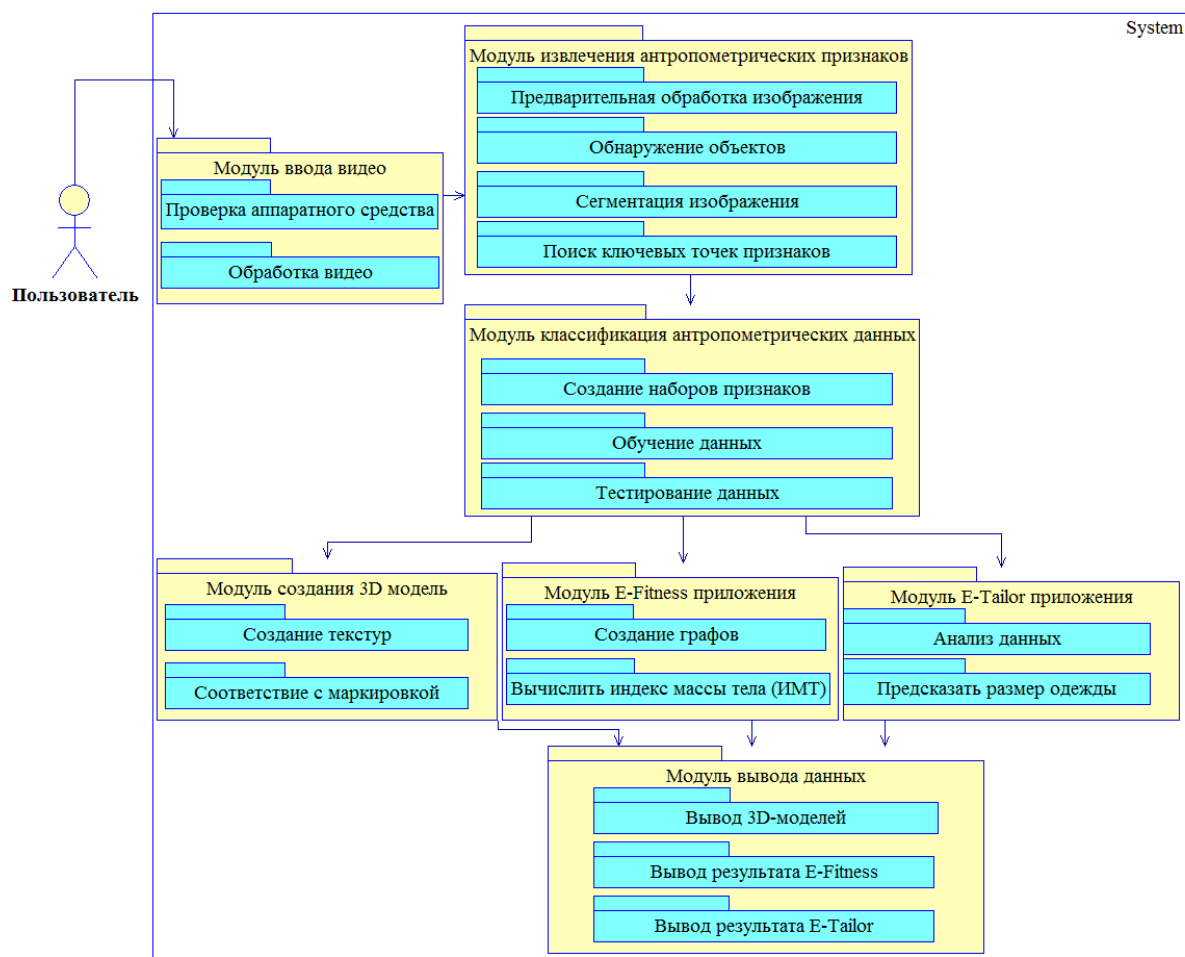 System
Модуль извлечения антропометрических признаков
Предварительная обработка изображения
Обнаружение объектов
Сегментация изображения
Поиск ключевых точек признаков
Модуль ввода видео
Проверка аппаратного средства
Обработка видео
Пользователь
Модуль классификация антропометрических данных
Создание наборов признаков
Обучение данных
Тестирование данных
Модуль создания 3D модель
Создание текстур
Соответствие с маркировкой
Модуль E-Fitness приложения
Создание графов
Вычислить индекс массы тела (ИМТ)
Модуль E-Tailor приложения
Анализ данных
Предсказать размер одежды
Модуль вывода данных
Вывод 3D-моделей
Вывод результата E-Fitness
Вывод результата E-Tailor